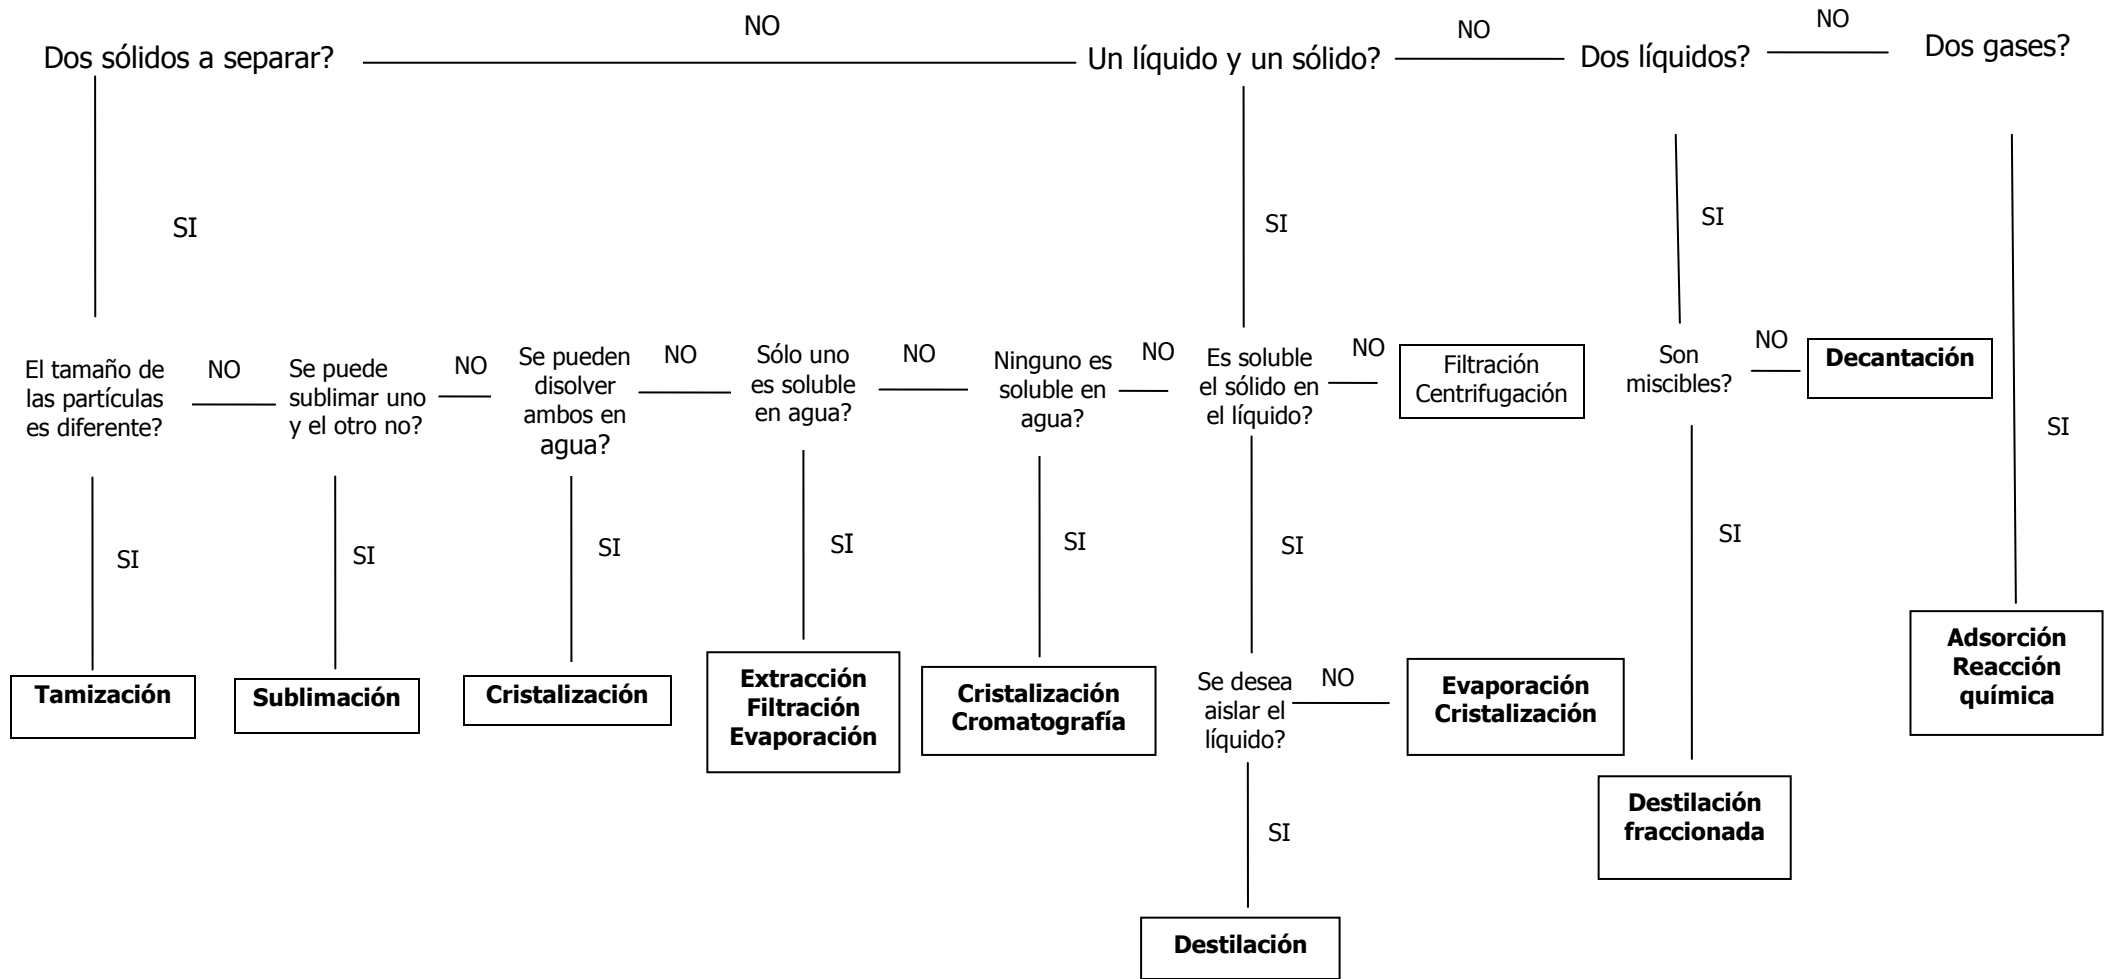 NO
NO
NO
Dos sólidos a separar?
Un líquido y un sólido?
Dos líquidos?
Dos gases?
SI
SI
SI
SI
El tamaño de
las partículas
es diferente?
NO
Se puede
sublimar uno
y el otro no?
NO
Se pueden
disolver
ambos en
agua?
NO
Sólo uno
es soluble
en agua?
NO
Ninguno es
soluble en
agua?
NO
Es soluble
el sólido en
el líquido?
NO
Filtración
Centrifugación
Son
miscibles?
NO
Decantación
SI
SI
SI
SI
SI
SI
SI
Tamización
Sublimación
Cristalización
Extracción
Filtración
Evaporación
Cristalización
Cromatografía
Se desea
aislar el
líquido?
NO
Evaporación
Cristalización
Adsorción
Reacción
química
SI
Destilación
fraccionada
Destilación